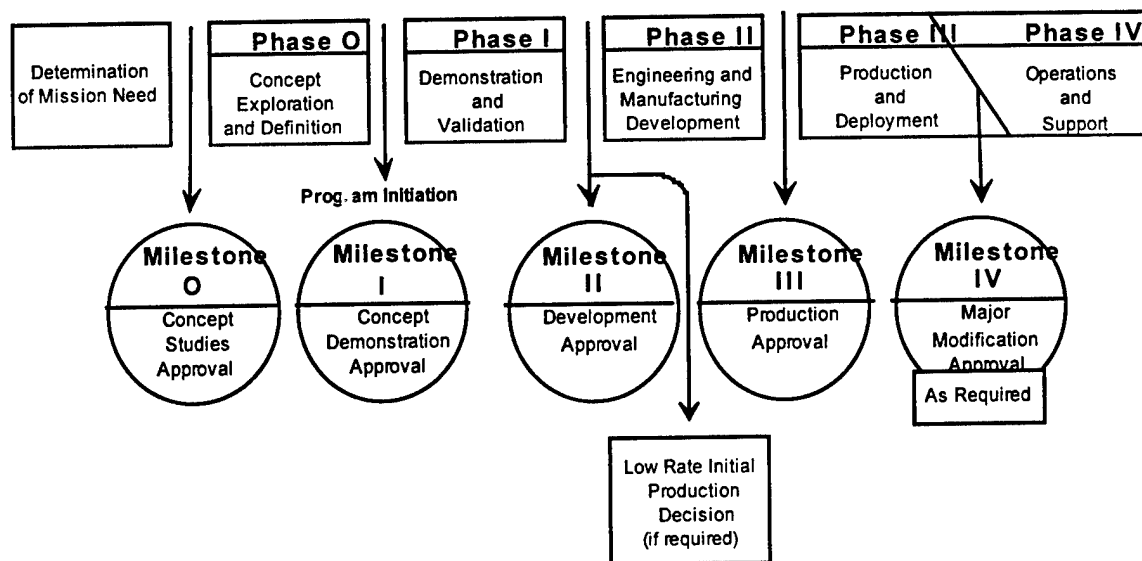 Determination
of Mission Need
Phase O
Concept
Exploration
and Definition
Phase I
Demonstration
and
Validation
Phase II
Engineering and
Manufacturing
Development
Phase III
Production
and
Deployment
Phase IV
Operations
and
Support
Prog.am Initiation
Milestone
O
Concept
Studies
Approval
Milestone
I
Concept
Demonstration
Approval
Milestone
II
Development
Approval
Milestone
III
Production
Approval
Milestone
IV
Major
Modification
Approval
As Required
Low Rate Initial
Production
Decision
(if required)